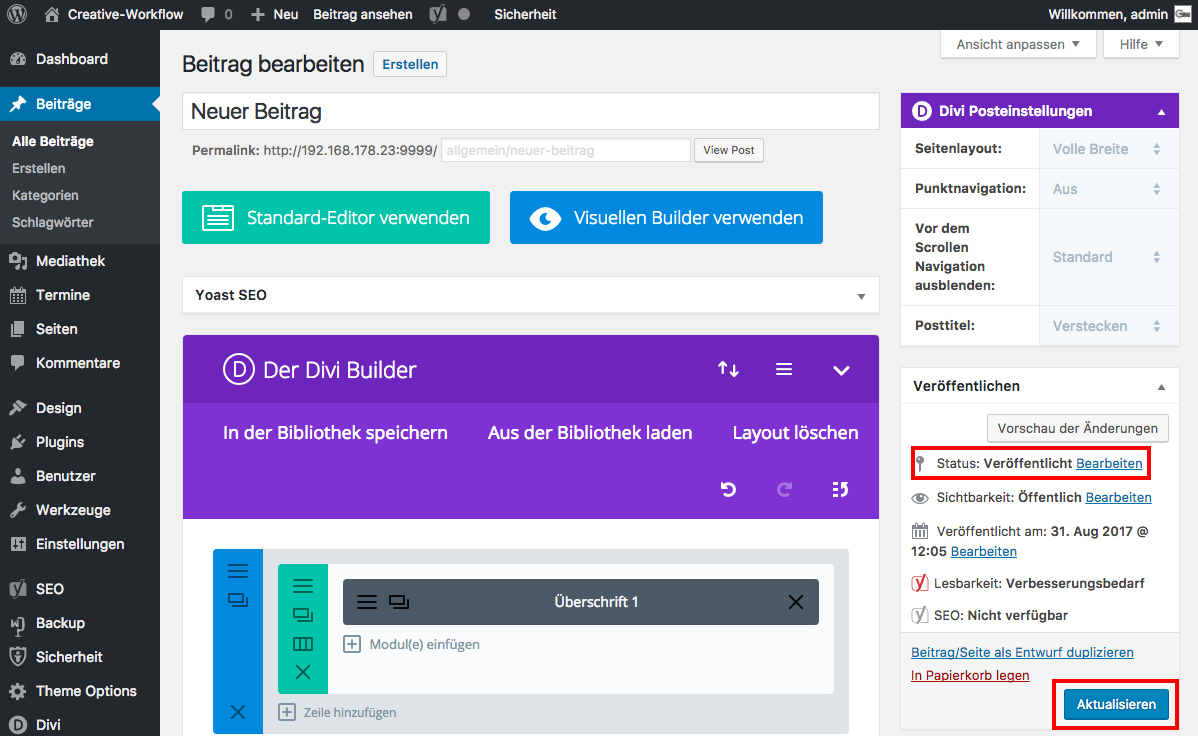 Creative-Workflow 0 Neu Beitrag ansehen Sicherheit Willkommen, admin
Dashboard
Beiträge
Alle Beiträge
Erstellen
Kategorien
Schlagwörter
Mediathek
Termine
Seiten
Kommentare
Design
Plugins
Benutzer
Werkzeuge
Einstellungen
SEO
Backup
Sicherheit
Theme Options
Divi
Ansicht anpassen Hilfe
Beitrag bearbeiten Erstellen
Neuer Beitrag
Permalink: http://192.168.178.23:9999/ allgemein/neuer-beitrag View Post
Standard-Editor verwenden Visuellen Builder verwenden
Yoast SEO
Der Divi Builder
In der Bibliothek speichern Aus der Bibliothek laden Layout löschen
Überschrift 1
Modul(e) einfügen
Zeile hinzufügen
Divi Posteinstellungen
Seitenlayout: Volle Breite
Punktnavigation: Aus
Vor dem
Scrollen
Navigation
ausblenden:
Standard
Posttitel: Verstecken
Veröffentlichen
Vorschau der Änderungen
Status: Veröffentlicht Bearbeiten
Sichtbarkeit: Öffentlich Bearbeiten
Veröffentlicht am: 31. Aug 2017 @
12:05 Bearbeiten
Lesbarkeit: Verbesserungsbedarf
SEO: Nicht verfügbar
Beitrag/Seite als Entwurf duplizieren
In Papierkorb legen
Aktualisieren